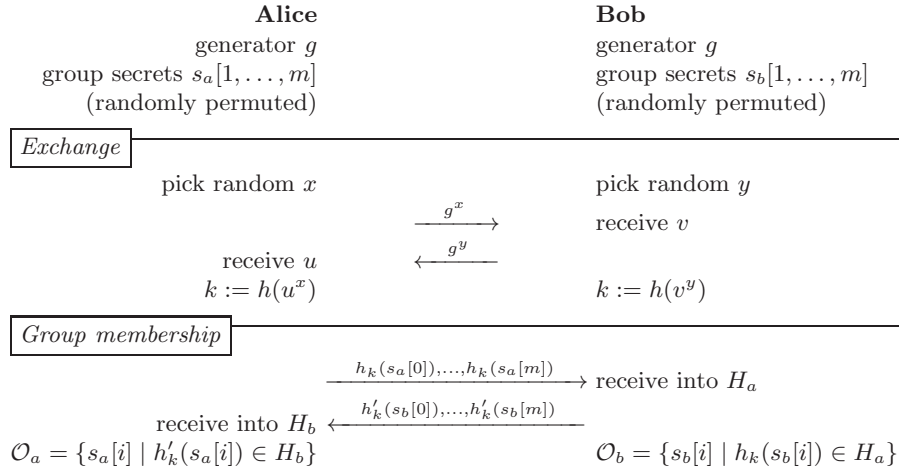 Alice Bob
generator g generator g
group secrets s_a[1, . . . , m] group secrets s_b[1, . . . , m]
(randomly permuted) (randomly permuted)
Exchange
pick random x pick random y
g^x receive v
receive u g^y
k := h(u^x) k := h(v^y)
Group membership
h_k(s_a[0]),...,h_k(s_a[m]) receive into H_a
receive into H_b h′_k(s_b[0]),...,h′_k(s_b[m])
𝒪_a = {s_a[i] | h′_k(s_a[i]) ∈ H_b} 𝒪_b = {s_b[i] | h_k(s_b[i]) ∈ H_a}